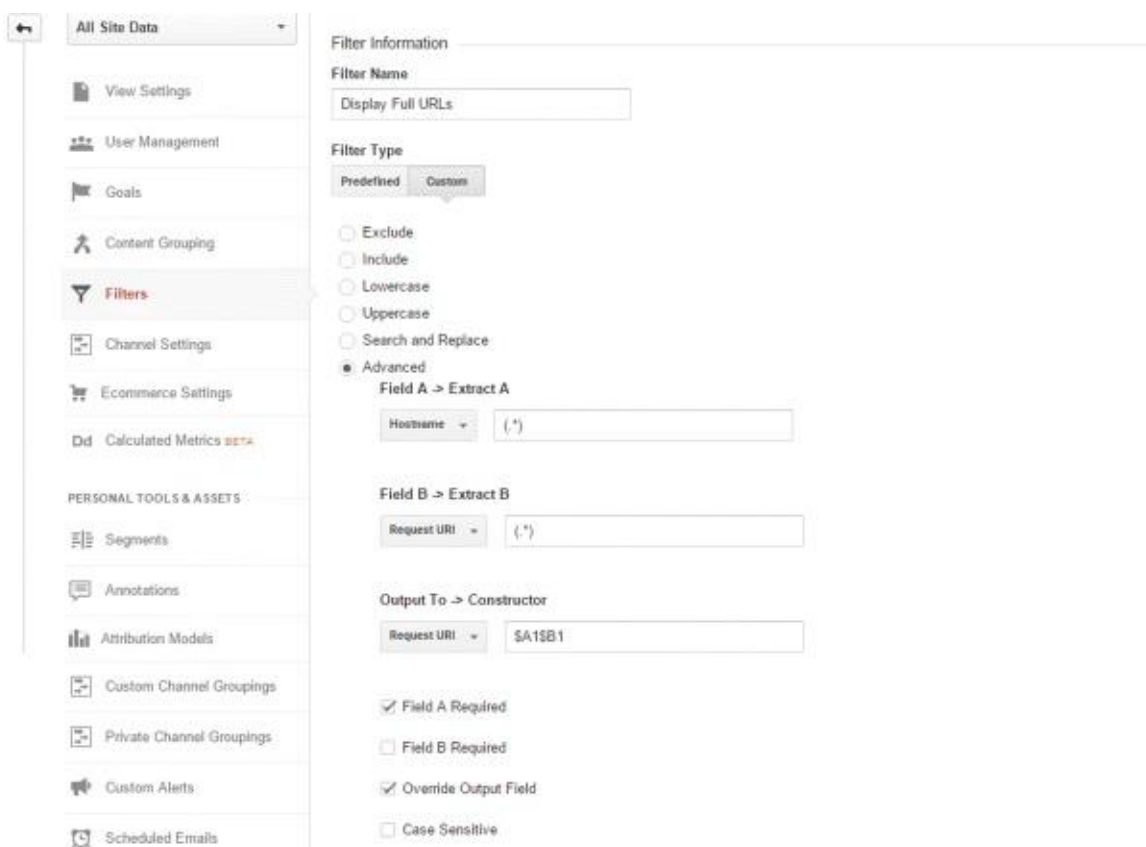 All Site Data
View Settings
User Management
Goals
Content Grouping
Filters
Channel Settings
Ecommerce Settings
Dd Calculated Metrics BETA
PERSONAL TOOLS & ASSETS
Segments
Annotations
Attribution Models
Custom Channel Groupings
Private Channel Groupings
Custom Alerts
Scheduled Emails
Filter Information
Filter Name
Display Full URLs
Filter Type
Predefined Custom
Exclude
Include
Lowercase
Uppercase
Search and Replace
Advanced
Field A -> Extract A
Hostname (.*)
Field B -> Extract B
Request URI (.*)
Output To -> Constructor
Request URI $A1$B1
Field A Required
Field B Required
Override Output Field
Case Sensitive